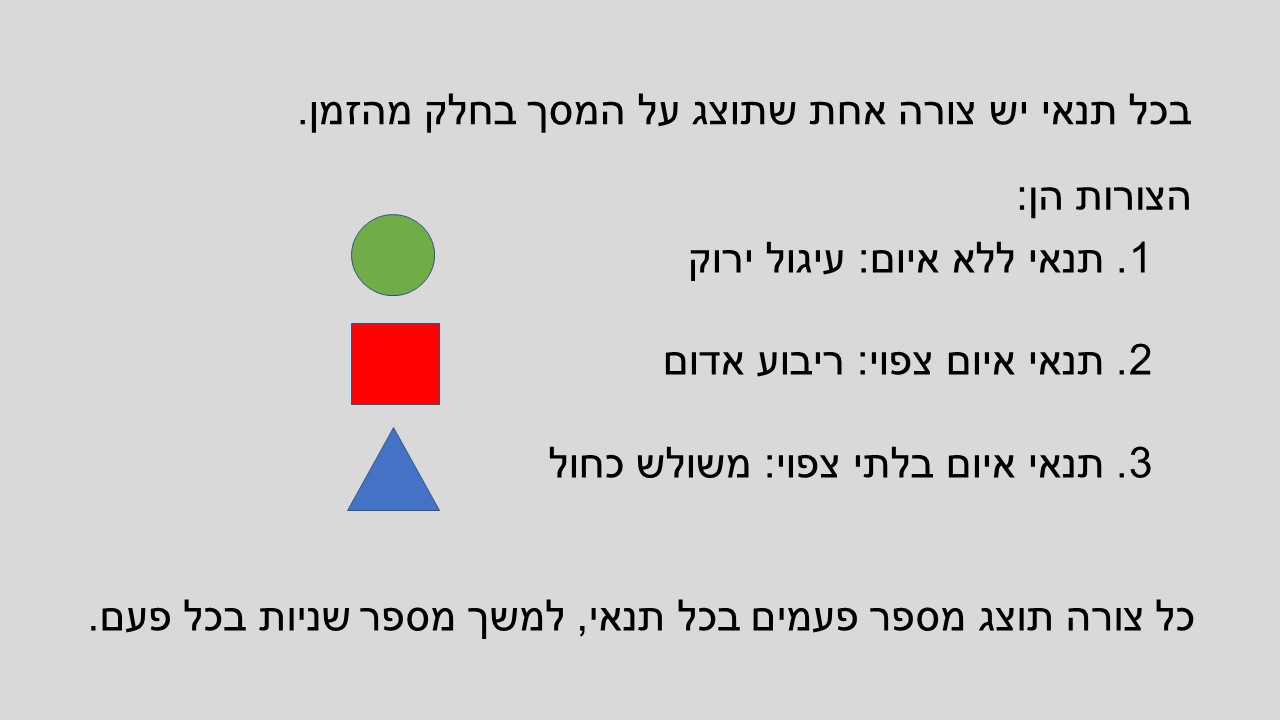 בכל תנאי יש צורה אחת שתוצג על המסך בחלק מהזמן.
הצורות הן:
1. תנאי ללא איום: עיגול ירוק
2. תנאי איום צפוי: ריבוע אדום
3. תנאי איום בלתי צפוי: משולש כחול
כל צורה תוצג מספר פעמים בכל תנאי, למשך מספר שניות בכל פעם.